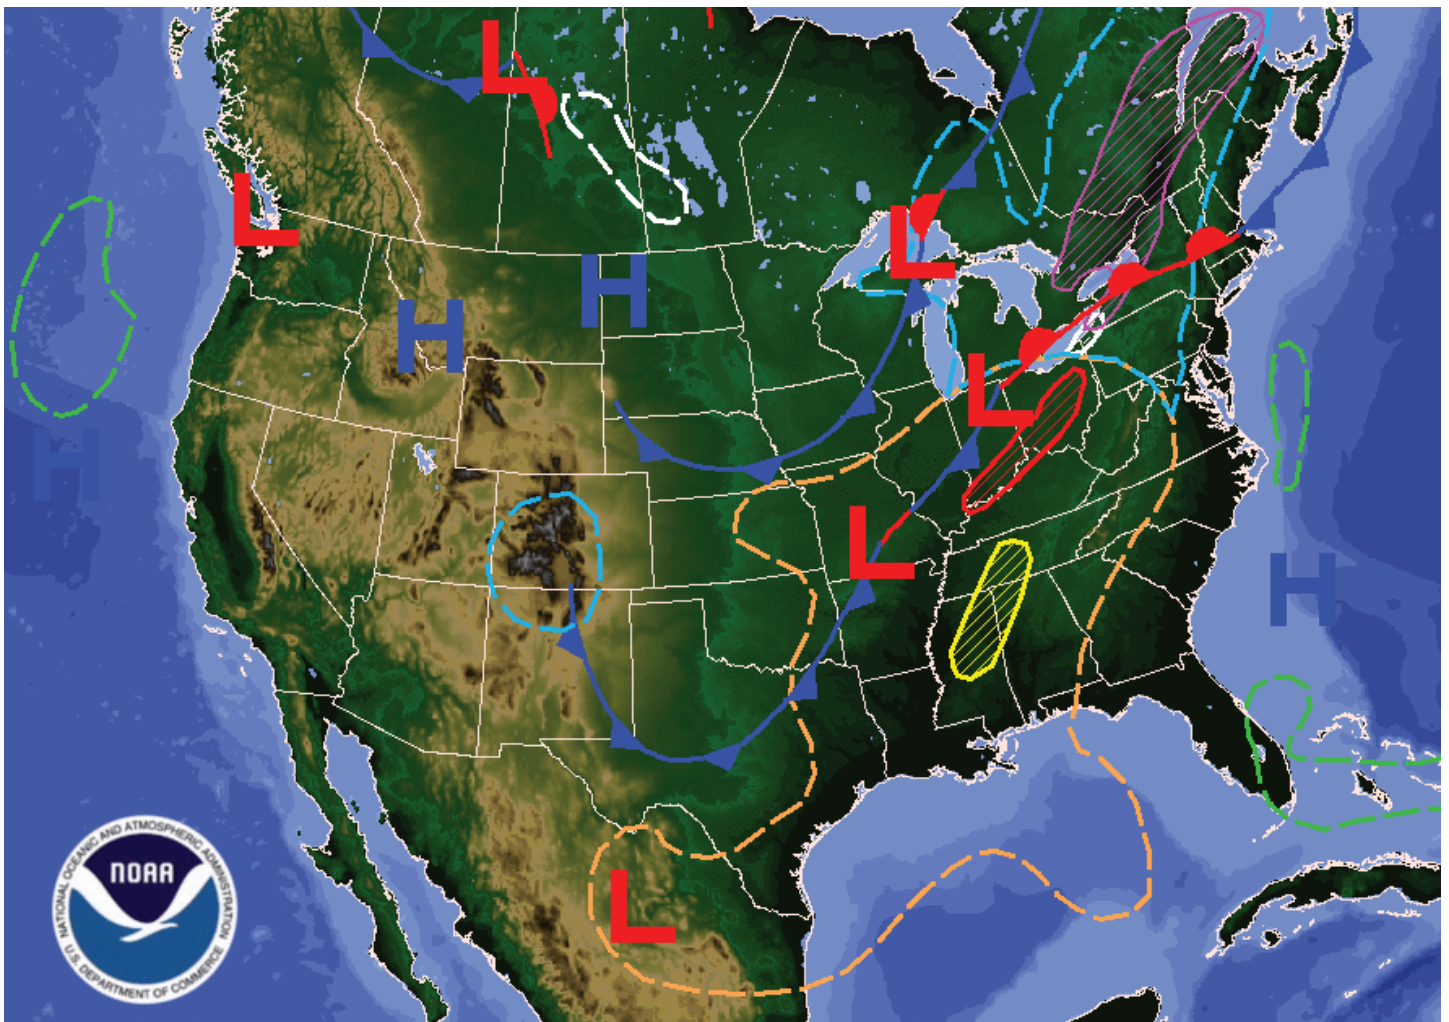 L
L
L
H
H
L
H
L
H
L
NOAA
NATIONAL OCEANIC AND ATMOSPHERIC ADMINISTRATION
U.S. DEPARTMENT OF COMMERCE
L